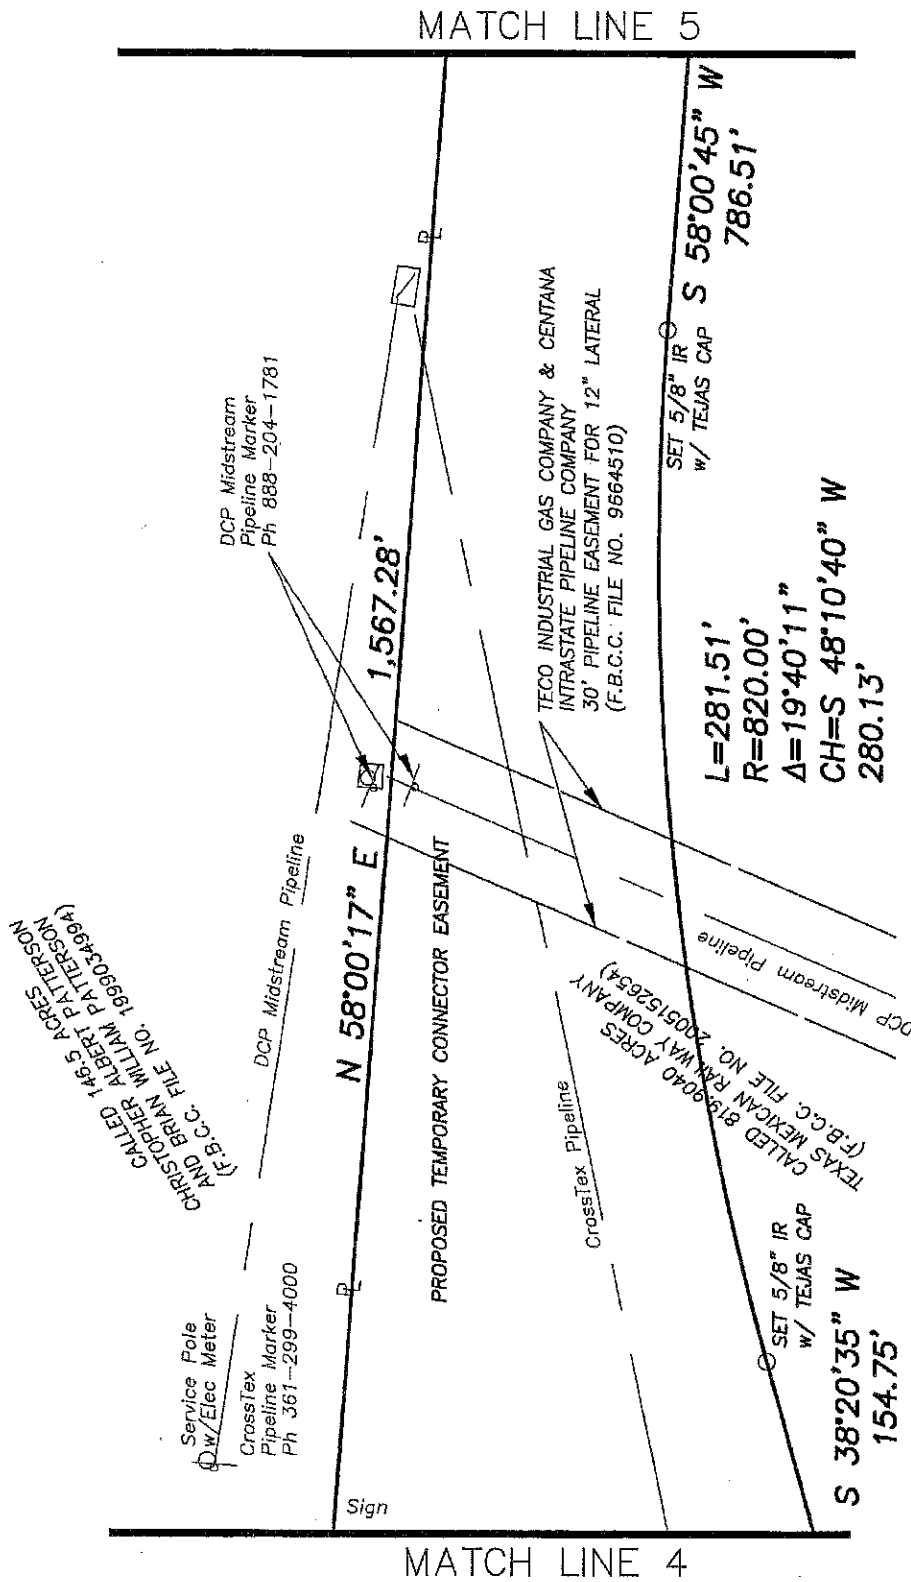 MATCH LINE 5
S 58°00'45" W
786.51'
SET 5/8" IR
w/ TEJAS CAP
DCP Midstream
Pipeline Marker
Ph 888-204-1781
TECO INDUSTRIAL GAS COMPANY & CENTANA
INTRASTATE PIPELINE COMPANY
30' PIPELINE EASEMENT FOR 12" LATERAL
(F.B.C.C. FILE NO. 9664510)
N 58°00'17" E 1,567.28'
L=281.51'
R=820.00'
Δ=19°40'11"
CH=S 48°10'40" W
280.13'
CALLED 146.5 ACRES
CHRISTOPHER ALBERT PATTERSON
AND BRIAN WILLIAM PATTERSON
(F.B.C.C. FILE NO. 1999034994)
DCP Midstream Pipeline
PROPOSED TEMPORARY CONNECTOR EASEMENT
DCP Midstream Pipeline
CALLED 819.9040 ACRES
TEXAS MEXICAN RAILWAY COMPANY
(F.B.C.C. FILE NO. 2005152654)
CrossTex Pipeline
Service Pole
w/Elec Meter
CrossTex
Pipeline Marker
Ph 361-299-4000
Sign
SET 5/8" IR
w/ TEJAS CAP
S 38°20'35" W
154.75'
PL
PL
MATCH LINE 4